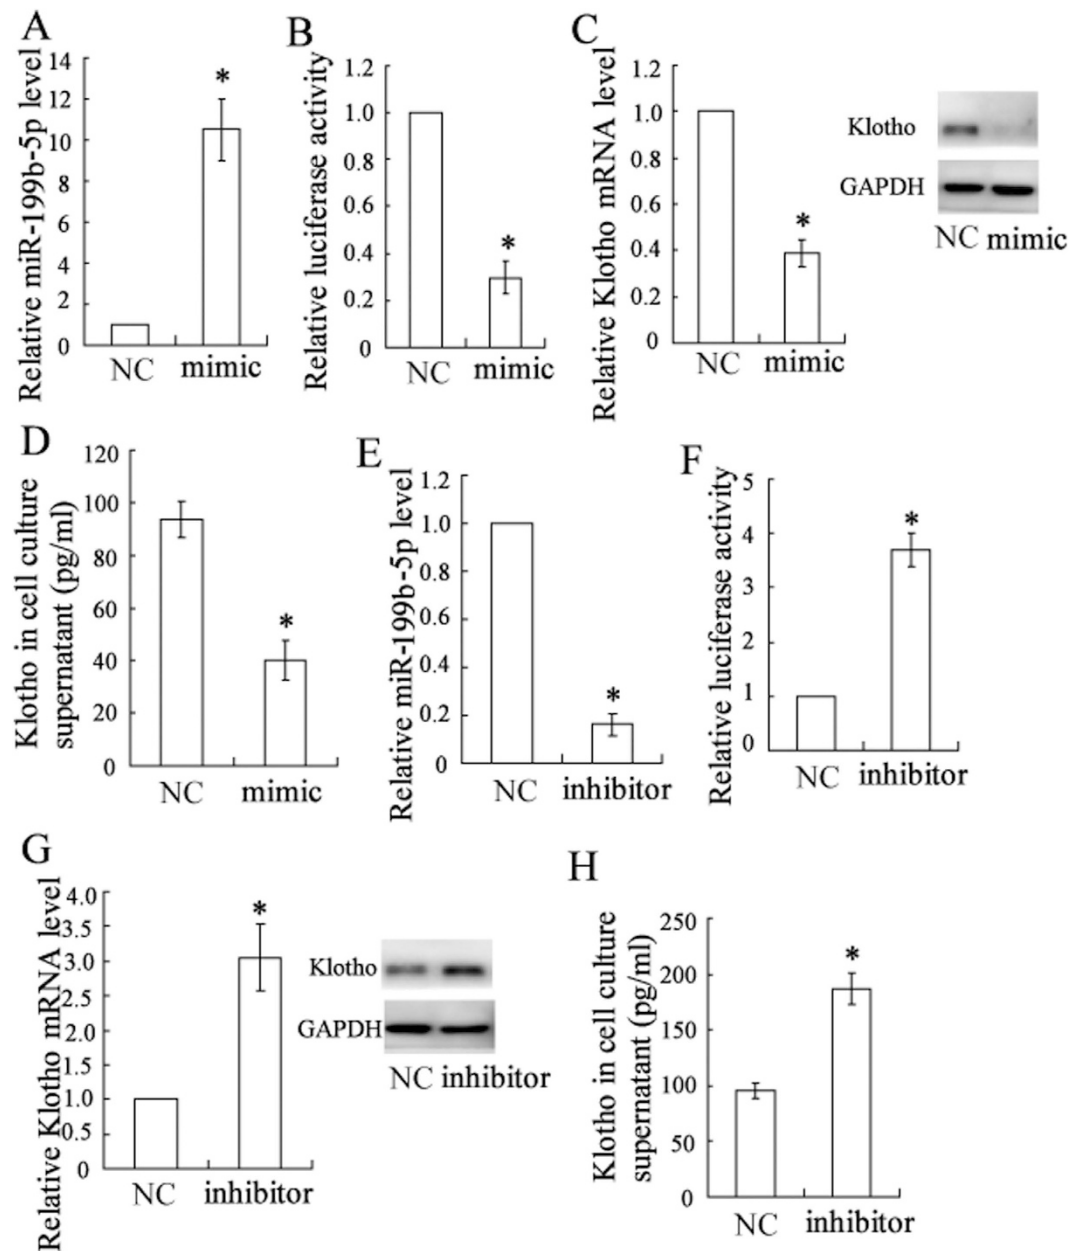 A
Relative miR-199b-5p level
14
12
10
8
6
4
2
0
*
NC mimic
B
Relative luciferase activity
1.2
1.0
0.8
0.6
0.4
0.2
0
*
NC mimic
C
Relative Klotho mRNA level
1.2
1.0
0.8
0.6
0.4
0.2
0
*
NC mimic
Klotho
GAPDH
NC mimic
D
Klotho in cell culture
supernatant (pg/ml)
120
100
80
60
40
20
0
*
NC mimic
E
Relative miR-199b-5p level
1.2
1.0
0.8
0.6
0.4
0.2
0
*
NC inhibitor
F
Relative luciferase activity
5
4
3
2
1
0
*
NC inhibitor
G
Relative Klotho mRNA level
4.0
3.5
3.0
2.5
2.0
1.5
1.0
0.5
0
*
NC inhibitor
Klotho
GAPDH
NC inhibitor
H
Klotho in cell culture
supernatant (pg/ml)
250
200
150
100
50
0
*
NC inhibitor